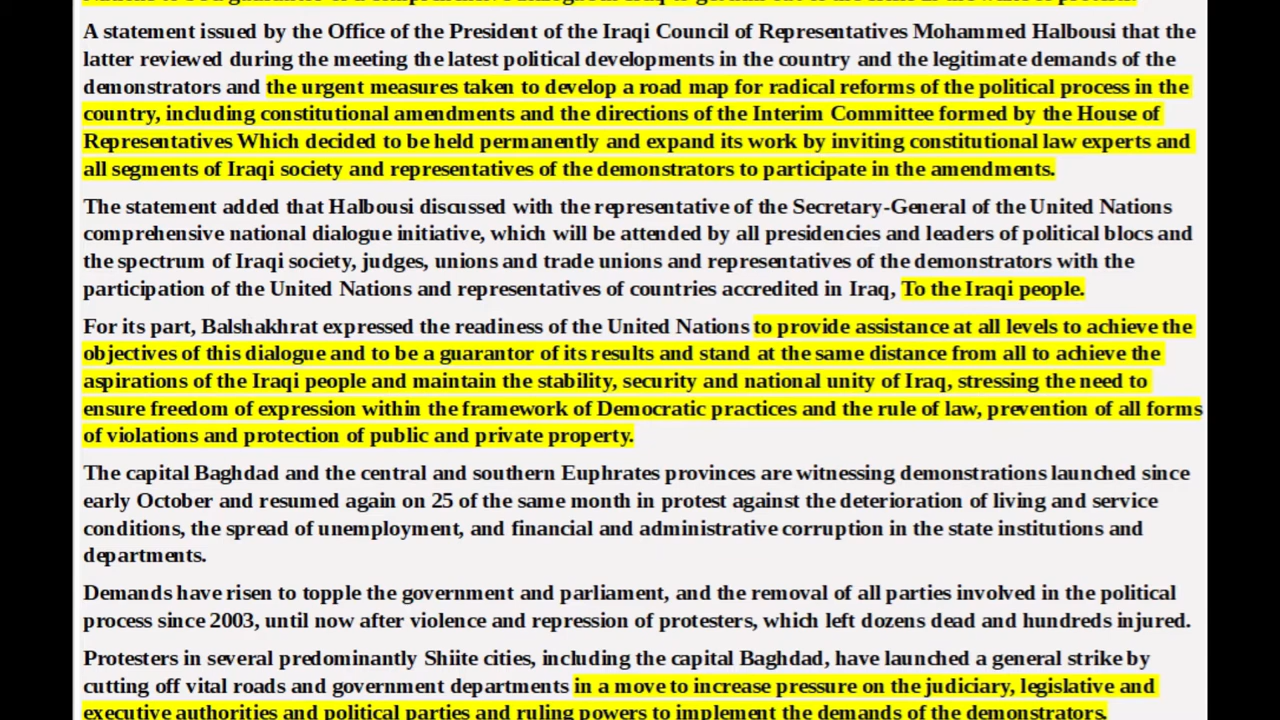 A statement issued by the Office of the President of the Iraqi Council of Representatives Mohammed Halbousi that the
latter reviewed during the meeting the latest political developments in the country and the legitimate demands of the
demonstrators and the urgent measures taken to develop a road map for radical reforms of the political process in the
country, including constitutional amendments and the directions of the Interim Committee formed by the House of
Representatives Which decided to be held permanently and expand its work by inviting constitutional law experts and
all segments of Iraqi society and representatives of the demonstrators to participate in the amendments.
The statement added that Halbousi discussed with the representative of the Secretary-General of the United Nations
comprehensive national dialogue initiative, which will be attended by all presidencies and leaders of political blocs and
the spectrum of Iraqi society, judges, unions and trade unions and representatives of the demonstrators with the
participation of the United Nations and representatives of countries accredited in Iraq, To the Iraqi people.
For its part, Balshakhrat expressed the readiness of the United Nations to provide assistance at all levels to achieve the
objectives of this dialogue and to be a guarantor of its results and stand at the same distance from all to achieve the
aspirations of the Iraqi people and maintain the stability, security and national unity of Iraq, stressing the need to
ensure freedom of expression within the framework of Democratic practices and the rule of law, prevention of all forms
of violations and protection of public and private property.
The capital Baghdad and the central and southern Euphrates provinces are witnessing demonstrations launched since
early October and resumed again on 25 of the same month in protest against the deterioration of living and service
conditions, the spread of unemployment, and financial and administrative corruption in the state institutions and
departments.
Demands have risen to topple the government and parliament, and the removal of all parties involved in the political
process since 2003, until now after violence and repression of protesters, which left dozens dead and hundreds injured.
Protesters in several predominantly Shiite cities, including the capital Baghdad, have launched a general strike by
cutting off vital roads and government departments in a move to increase pressure on the judiciary, legislative and
executive authorities and political parties and ruling powers to implement the demands of the demonstrators.